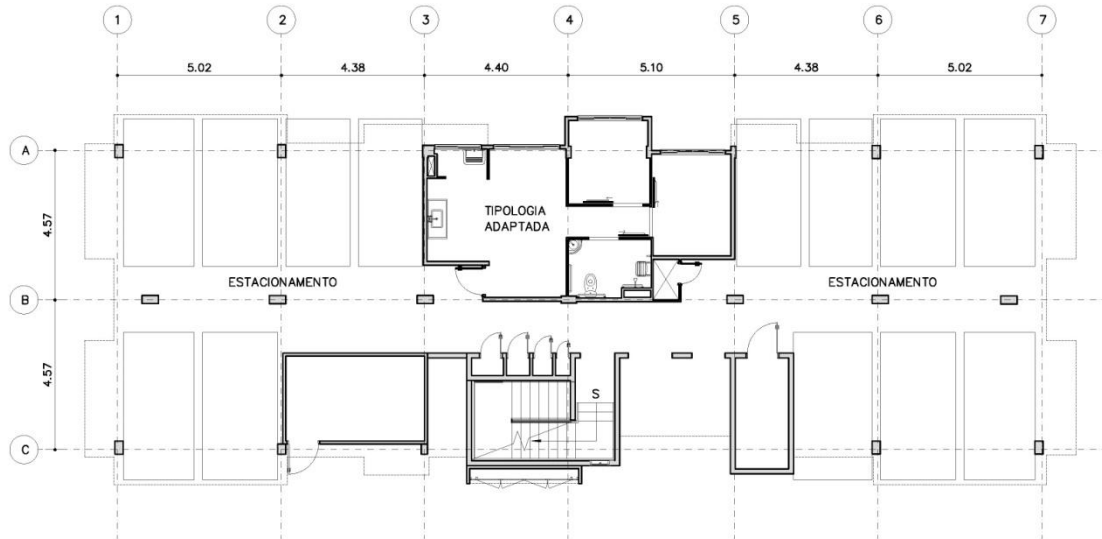 1 2 3 4 5 6 7
5.02 4.38 4.40 5.10 4.38 5.02
A
4.57
TIPOLOGIA
ADAPTADA
ESTACIONAMENTO ESTACIONAMENTO
B
4.57
S
C